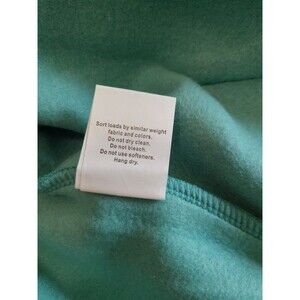 Sort loads by similar weight
fabric and colors.
Do not dry clean.
Do not bleach.
Do not use softeners.
Hang dry.